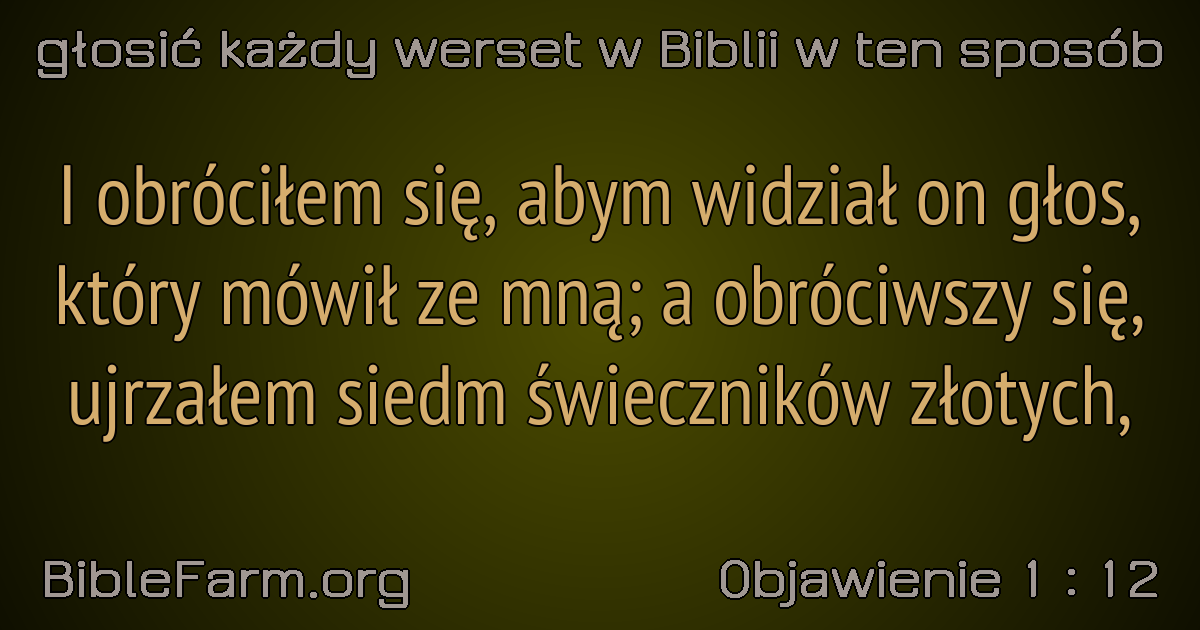 głosić każdy werset w Biblii w ten sposób
I obróciłem się, abym widział on głos,
który mówił ze mną; a obróciwszy się,
ujrzałem siedm świeczników złotych,
BibleFarm.org
Objawienie 1 : 12